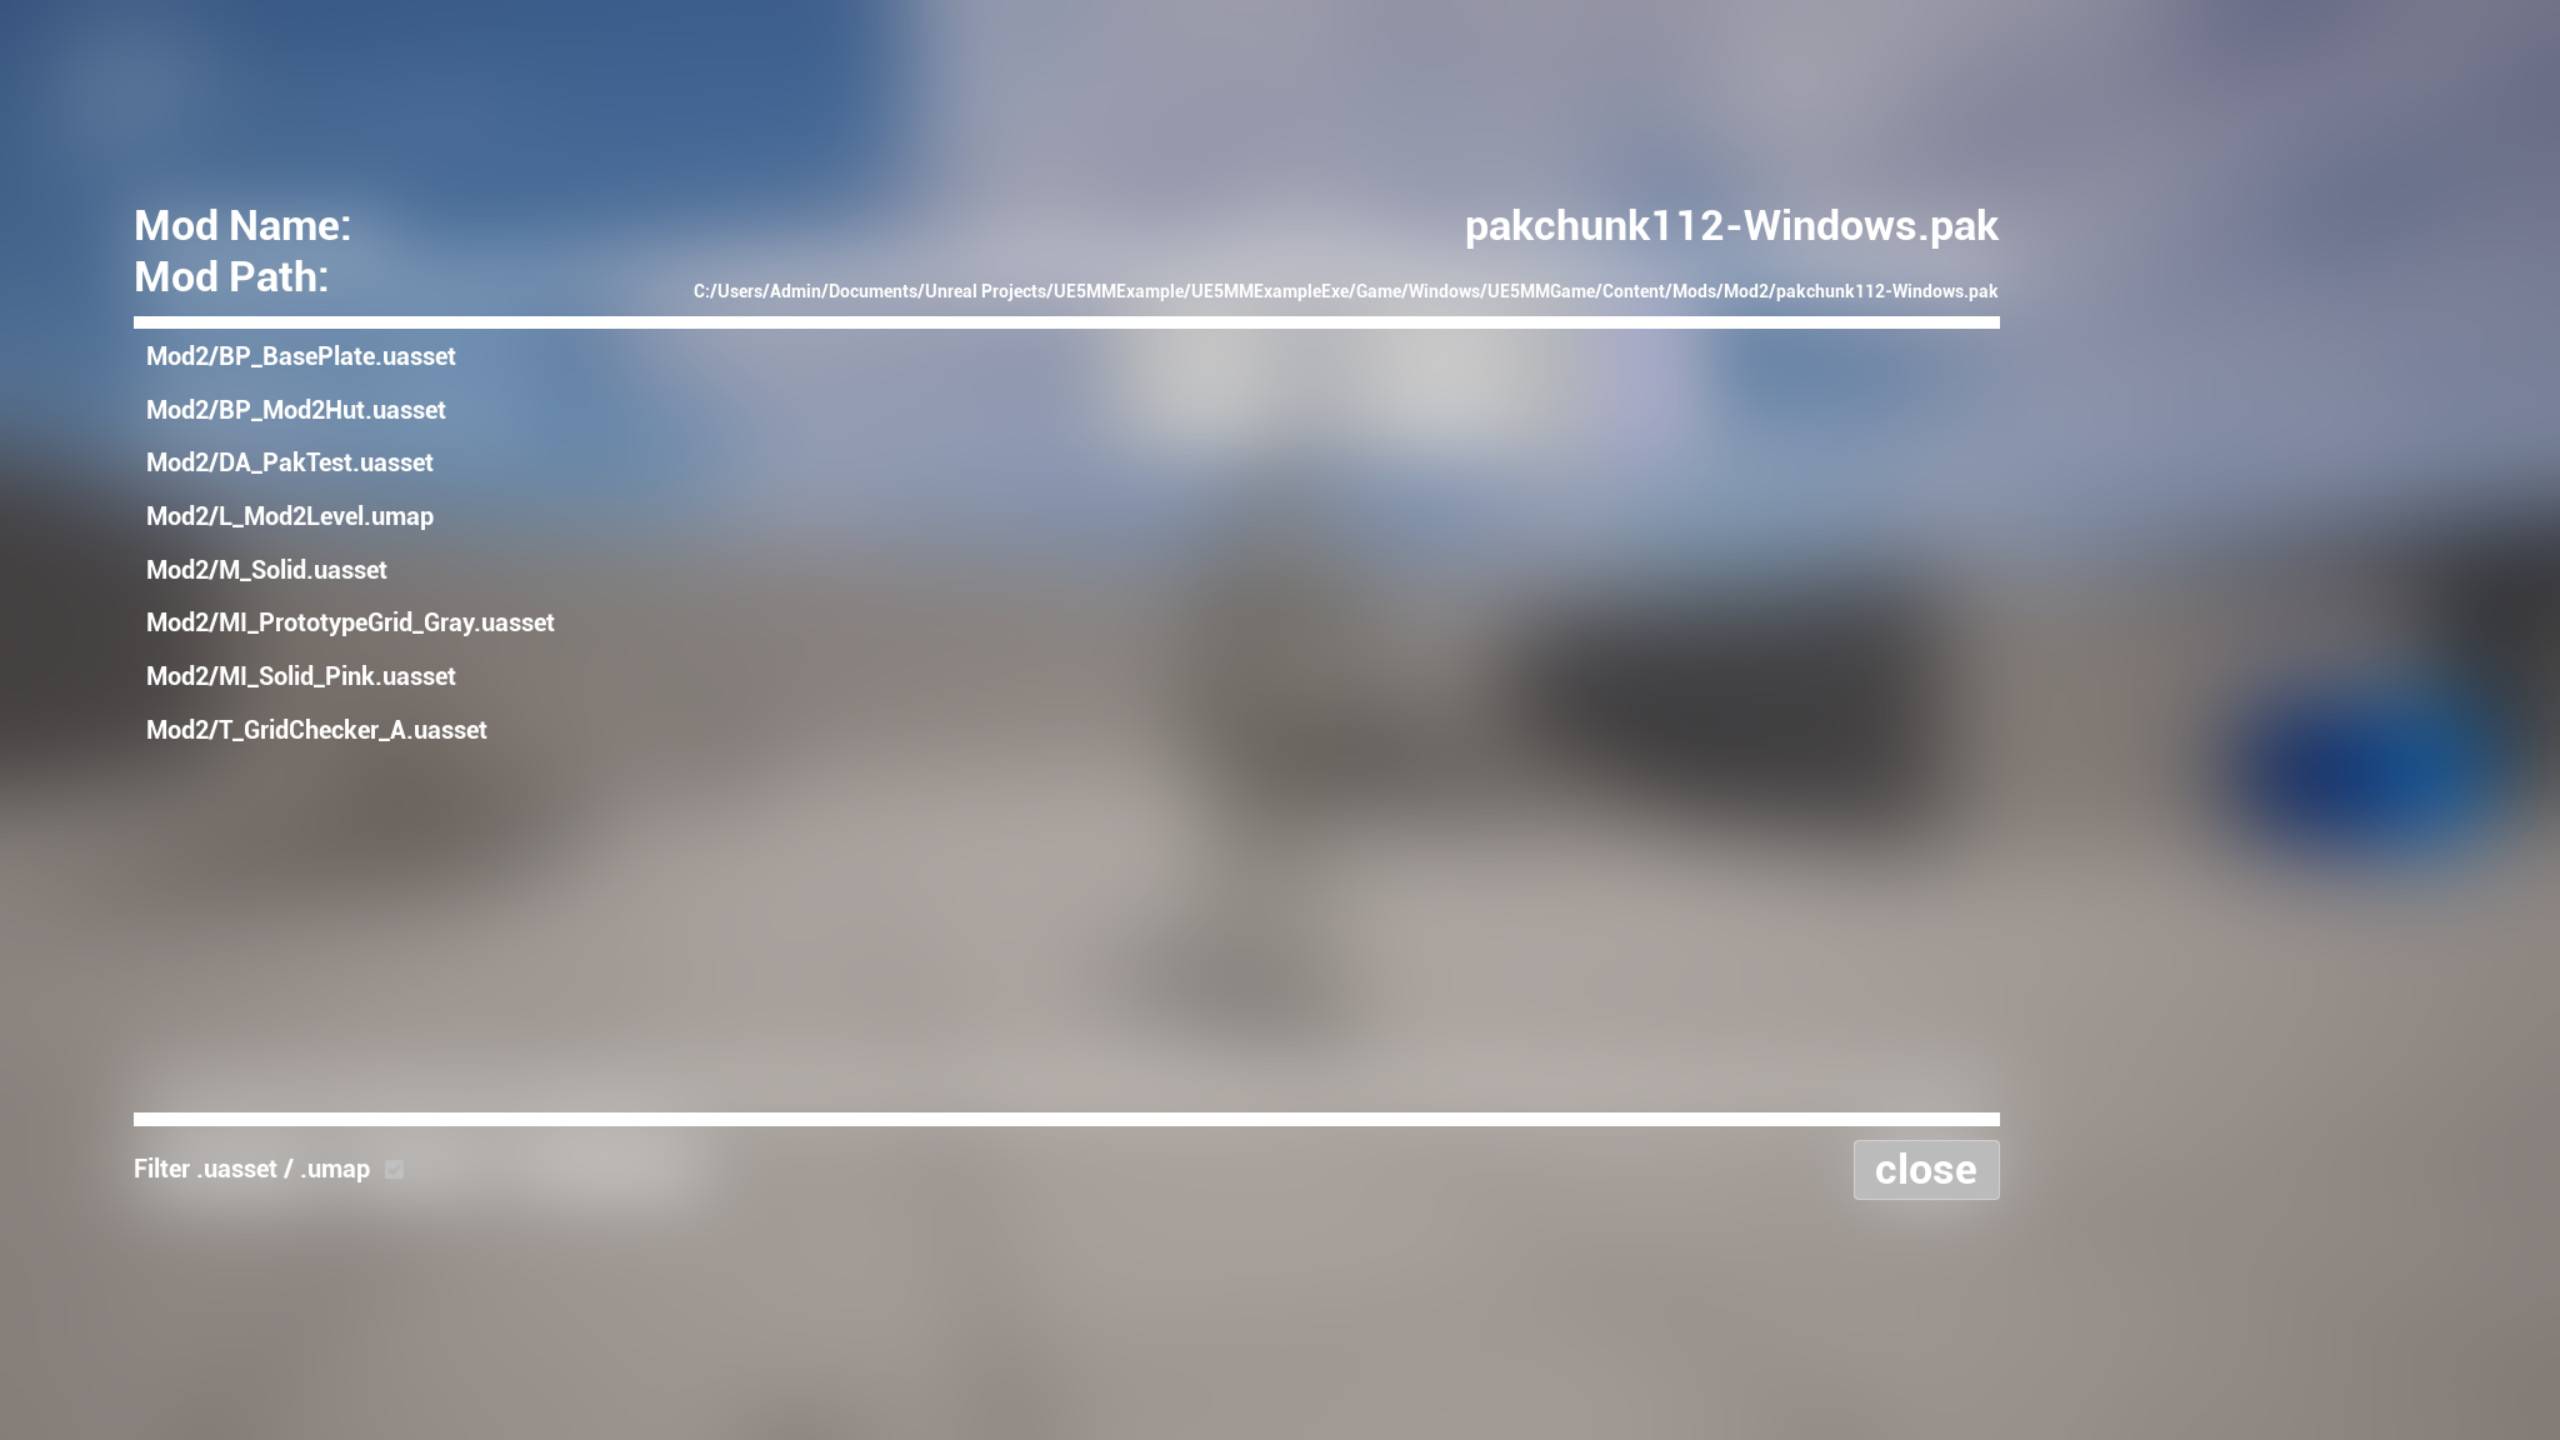 Mod Name: pakchunk112-Windows.pak
Mod Path: C:/Users/Admin/Documents/Unreal Projects/UE5MMExample/UE5MMExampleExe/Game/Windows/UE5MMGame/Content/Mods/Mod2/pakchunk112-Windows.pak
Mod2/BP_BasePlate.uasset
Mod2/BP_Mod2Hut.uasset
Mod2/DA_PakTest.uasset
Mod2/L_Mod2Level.umap
Mod2/M_Solid.uasset
Mod2/MI_PrototypeGrid_Gray.uasset
Mod2/MI_Solid_Pink.uasset
Mod2/T_GridChecker_A.uasset
Filter .uasset / .umap close